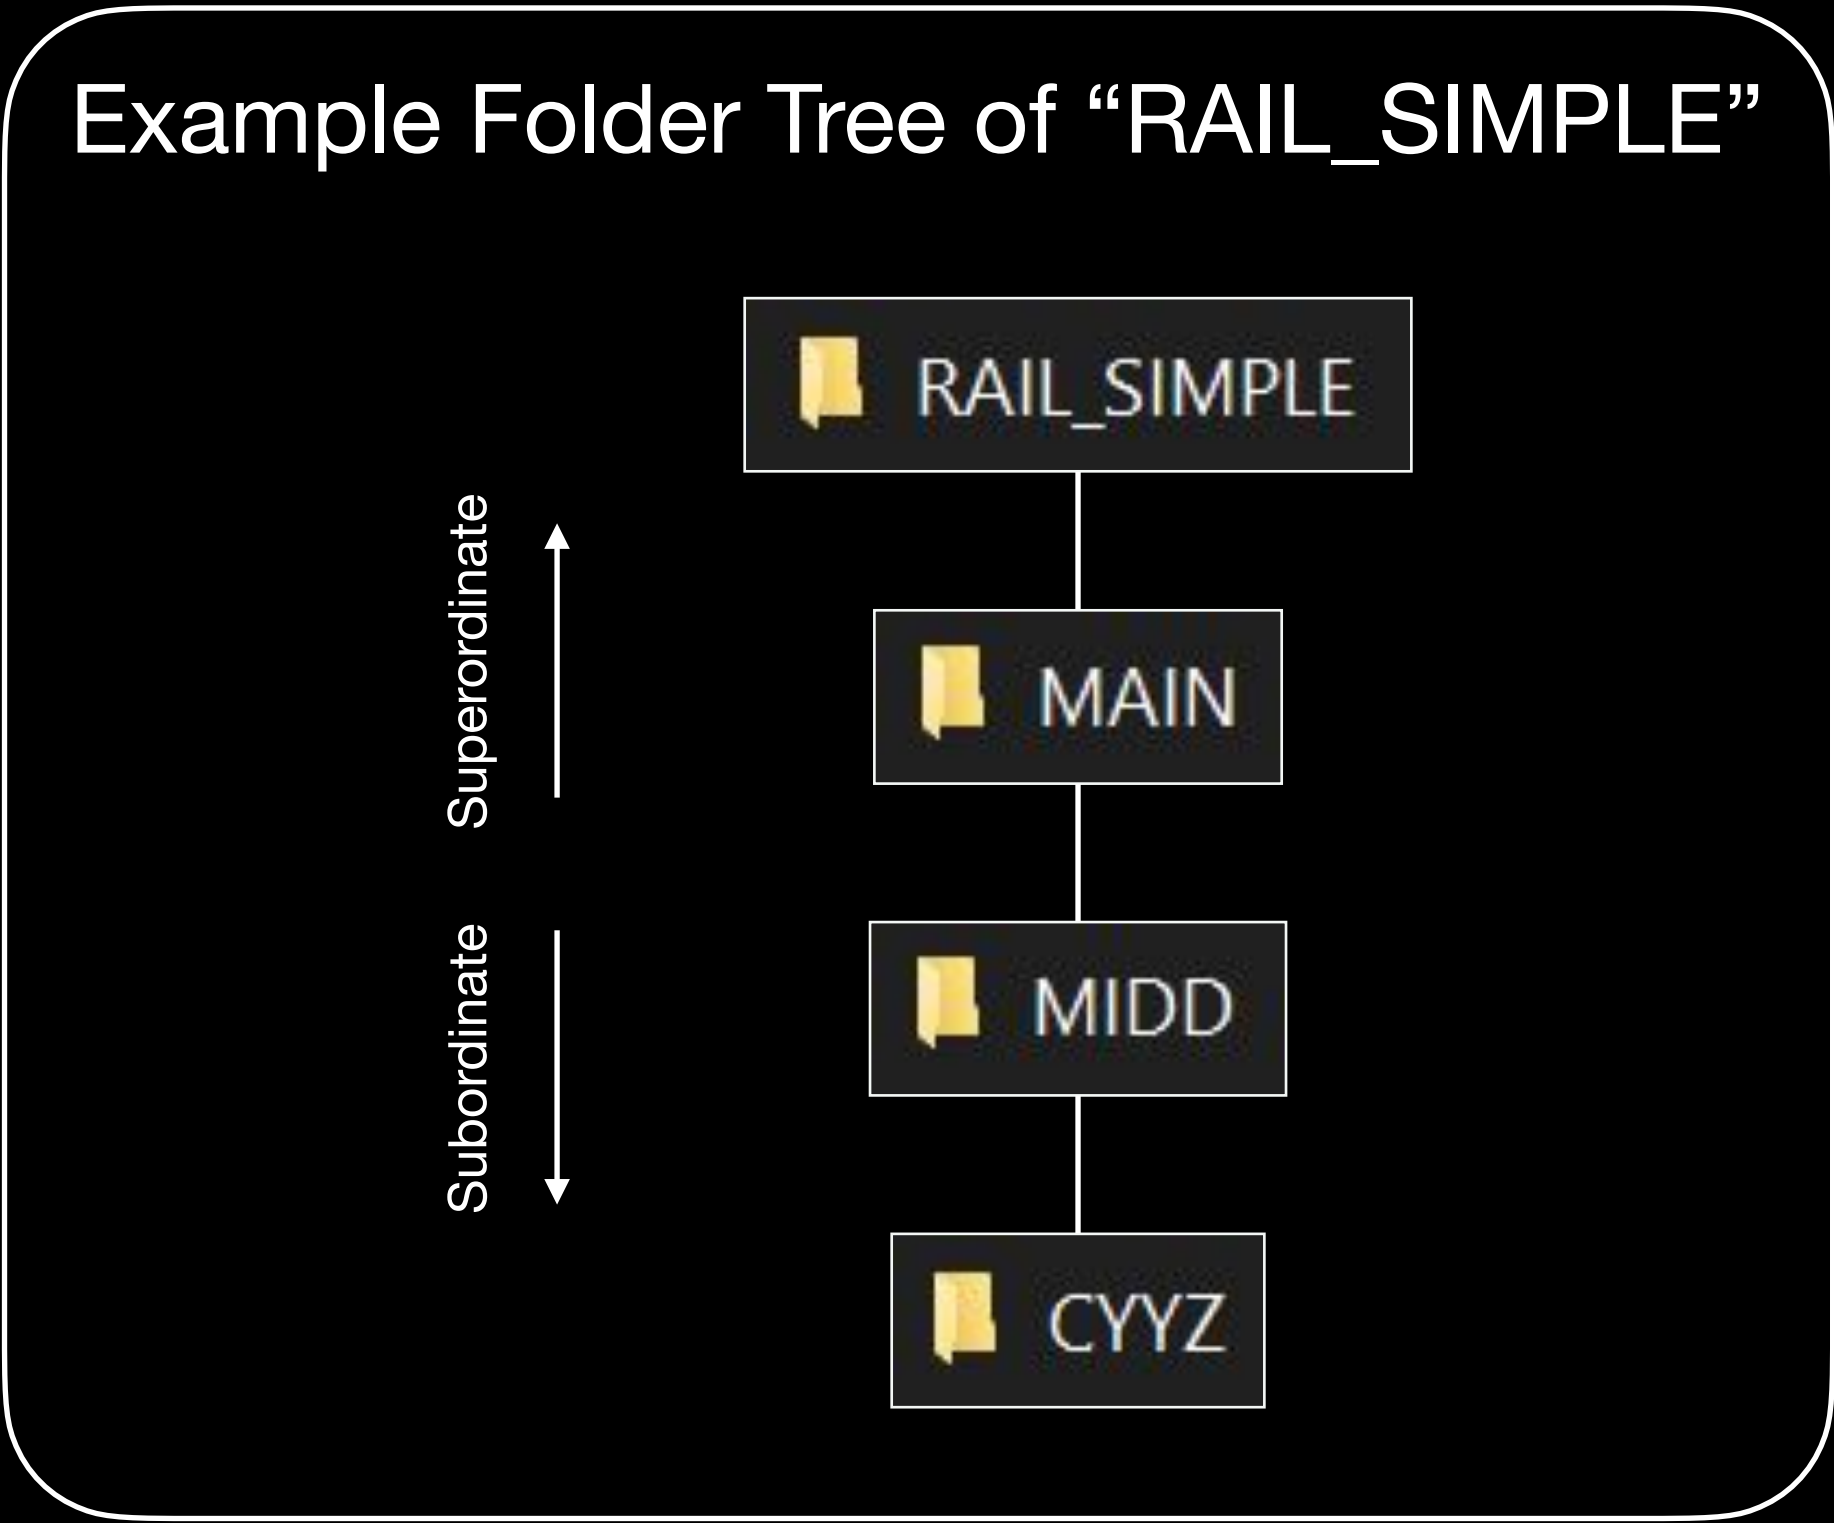 Example Folder Tree of “RAIL_SIMPLE”
RAIL_SIMPLE
Superordinate
MAIN
Subordinate
MIDD
CYYZ